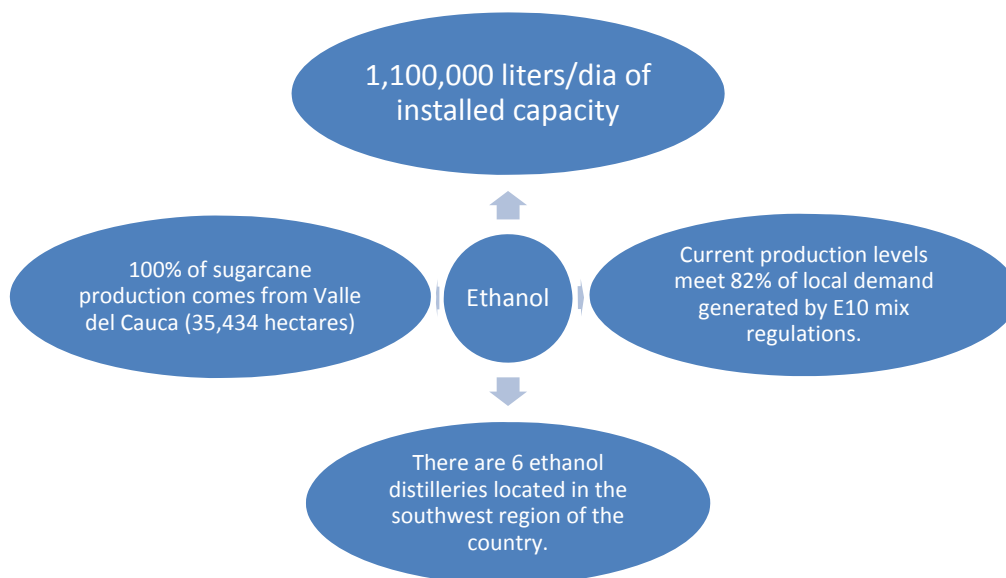 1,100,000 liters/dia of
installed capacity
100% of sugarcane
production comes from Valle
del Cauca (35,434 hectares)
Ethanol
Current production levels
meet 82% of local demand
generated by E10 mix
regulations.
There are 6 ethanol
distilleries located in the
southwest region of the
country.